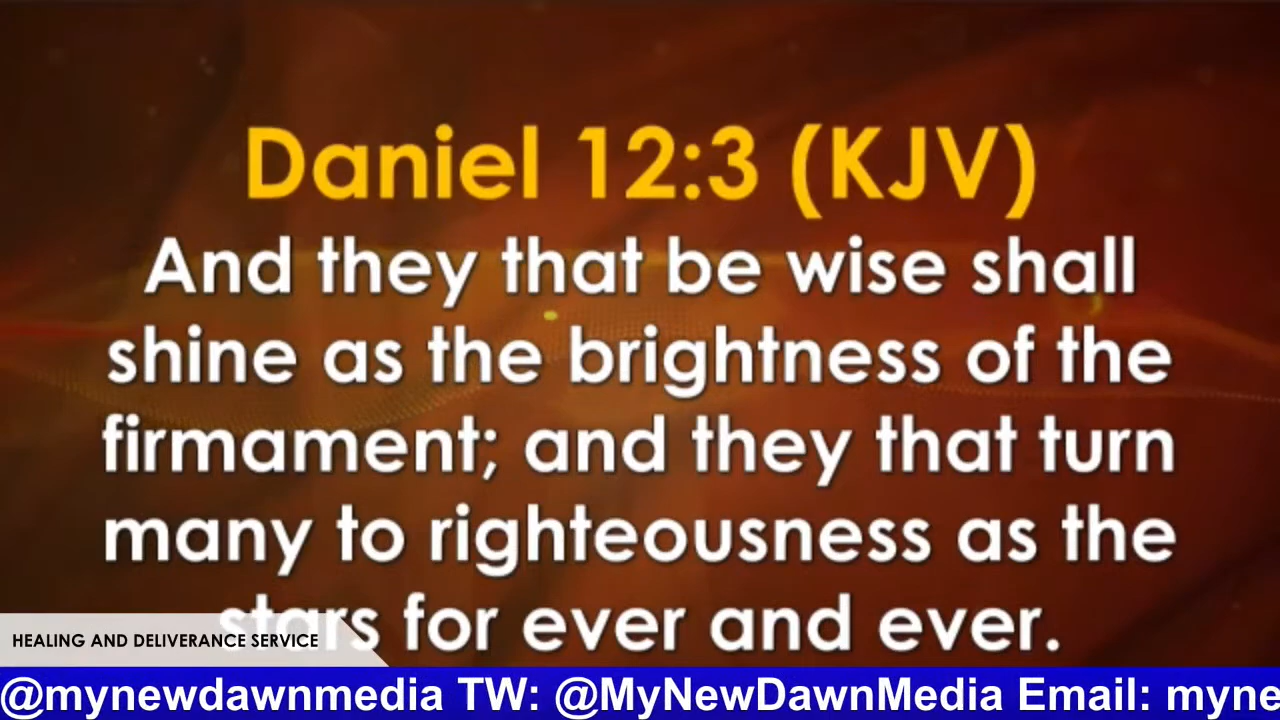 Daniel 12:3 (KJV)
And they that be wise shall
shine as the brightness of the
firmament; and they that turn
many to righteousness as the
stars for ever and ever.
HEALING AND DELIVERANCE SERVICE
@mynewdawnmedia TW: @MyNewDawnMedia Email: myne